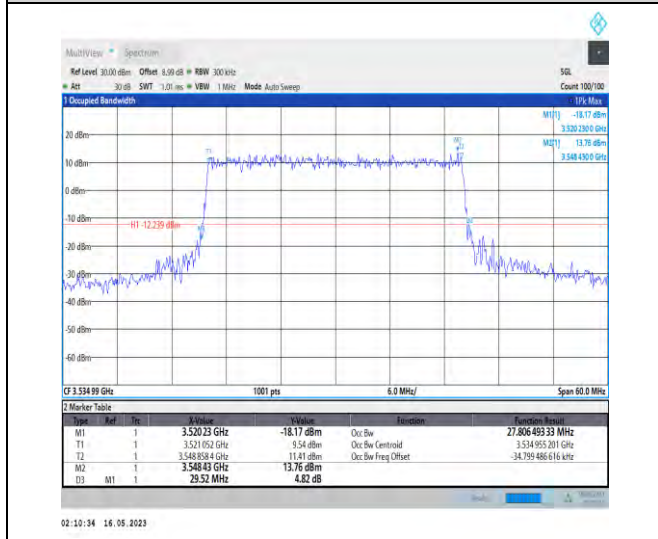 MultiView Spectrum
Ref Level 30.00 dBm Offset 8.99 dB RBW 300 kHz SGL
Att 30 dB SWT 1.01 ms VBW 1 MHz Mode Auto Sweep Count 100/100
1 Occupied Bandwidth 1Pk Max
M1[1] -18.17 dBm
3.520 230 0 GHz
M2[1] 13.76 dBm
3.548 430 0 GHz
20 dBm
T1
M2
10 dBm
0 dBm
-10 dBm
H1 -12.239 dBm
-20 dBm
-30 dBm
-40 dBm
-50 dBm
-60 dBm
CF 3.534 99 GHz 1001 pts 6.0 MHz/ Span 60.0 MHz
2 Marker Table
Type Ref Trc X-Value Y-Value Function Function Result
M1 1 3.520 23 GHz -18.17 dBm Occ Bw 27.806 493 33 MHz
T1 1 3.521 052 GHz 9.54 dBm Occ Bw Centroid 3.534 955 201 GHz
T2 1 3.548 858 4 GHz 11.41 dBm Occ Bw Freq Offset -34.799 486 616 kHz
M2 1 3.548 43 GHz 13.76 dBm
D3 M1 1 29.52 MHz 4.82 dB
02:10:34 16.05.2023